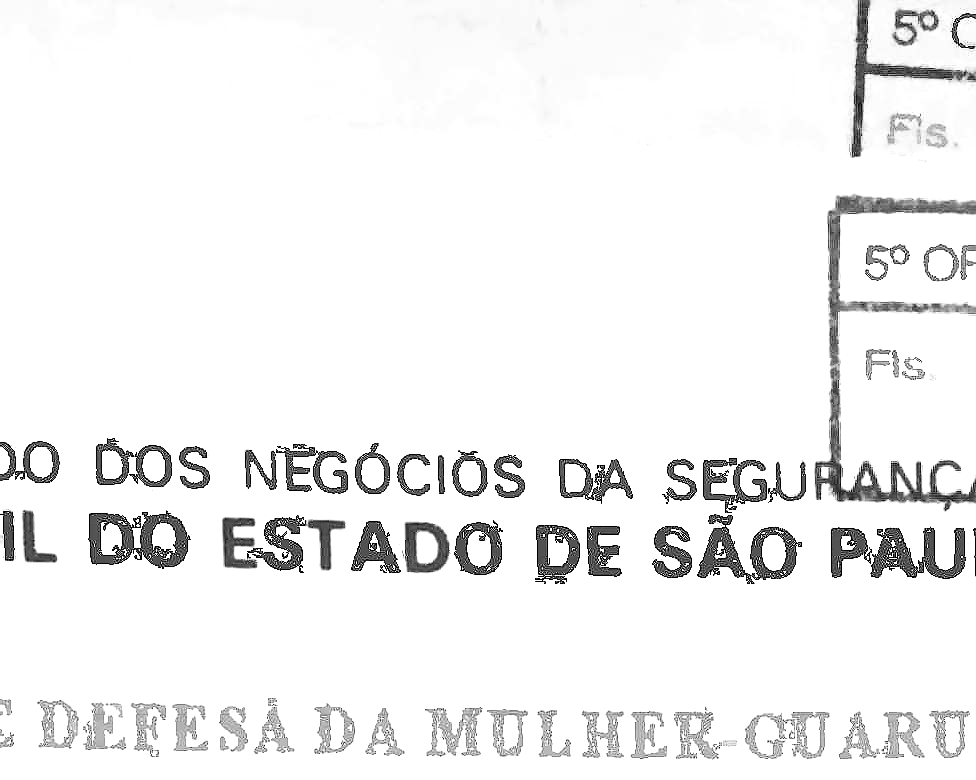 5º O
Fls.
5º OF
Fls.
DO DOS NEGÓCIOS DA SEGURANÇA
IL DO ESTADO DE SÃO PAUL
E DEFESA DA MULHER-GUARU